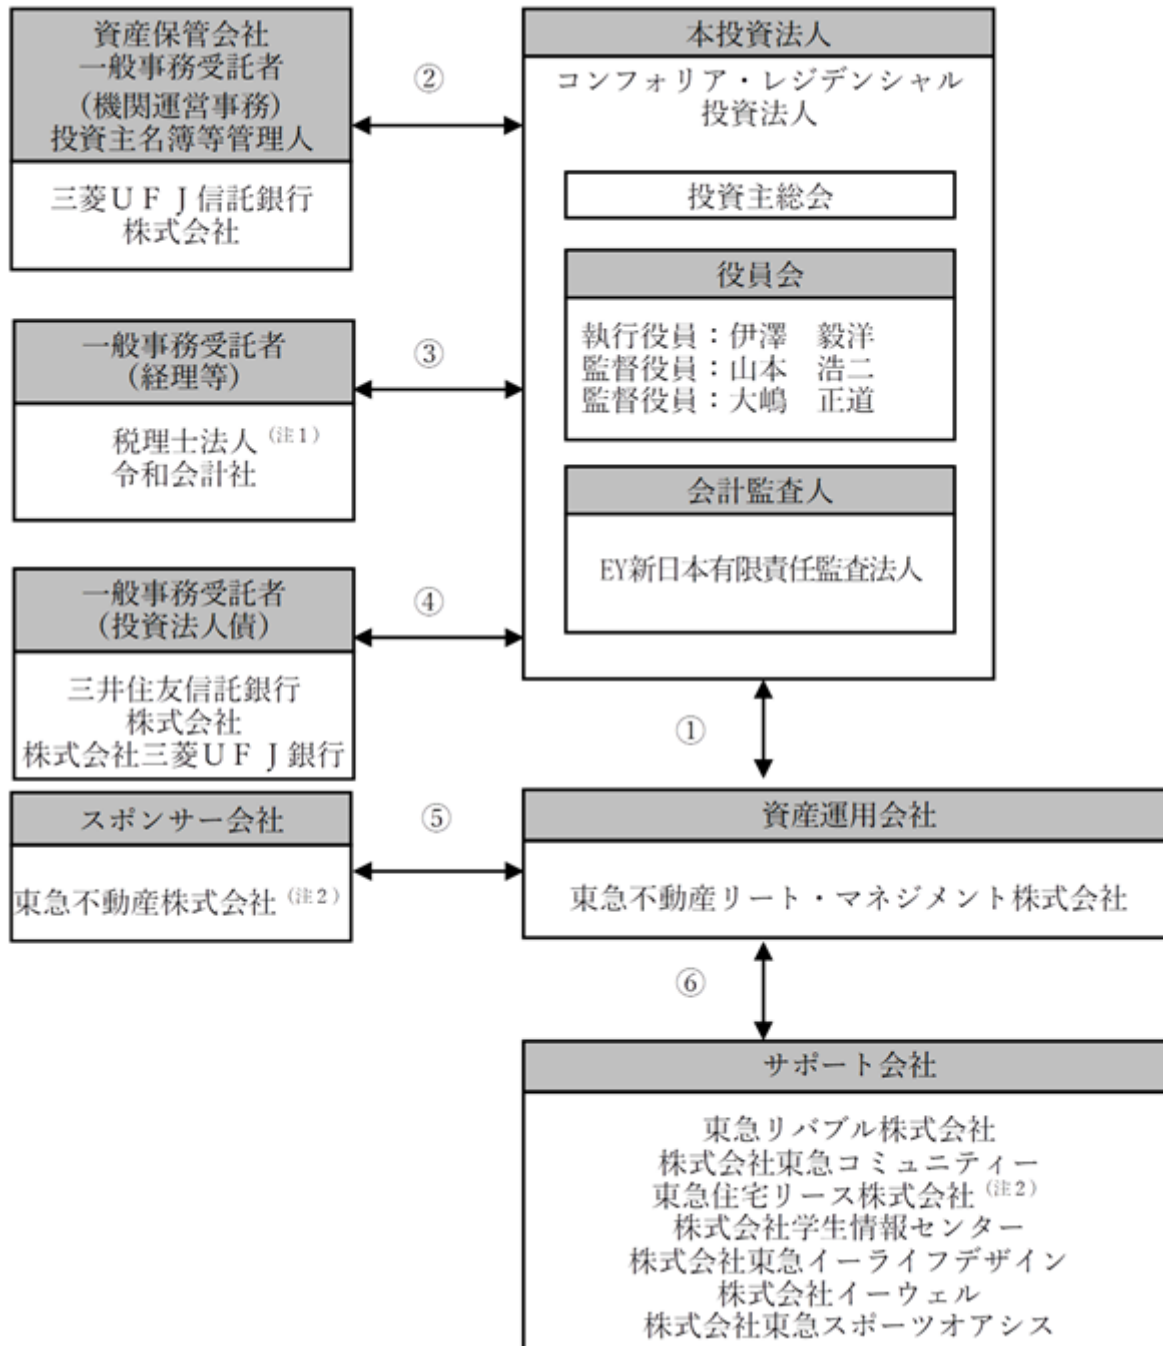 資産保管会社
一般事務受託者
(機関運営事務)
投資主名簿等管理人
三菱ＵＦＪ信託銀行
株式会社
②
本投資法人
コンフォリア・レジデンシャル
投資法人
投資主総会
役員会
執行役員：伊澤　毅洋
監督役員：山本　浩二
監督役員：大嶋　正道
会計監査人
EY新日本有限責任監査法人
一般事務受託者
（経理等）
税理士法人（注1）
令和会計社
③
一般事務受託者
（投資法人債）
三井住友信託銀行
株式会社
株式会社三菱ＵＦＪ銀行
④
①
スポンサー会社
東急不動産株式会社（注2）
⑤
資産運用会社
東急不動産リート・マネジメント株式会社
⑥
サポート会社
東急リバブル株式会社
株式会社東急コミュニティー
東急住宅リース株式会社（注2）
株式会社学生情報センター
株式会社東急イーライフデザイン
株式会社イーウェル
株式会社東急スポーツオアシス